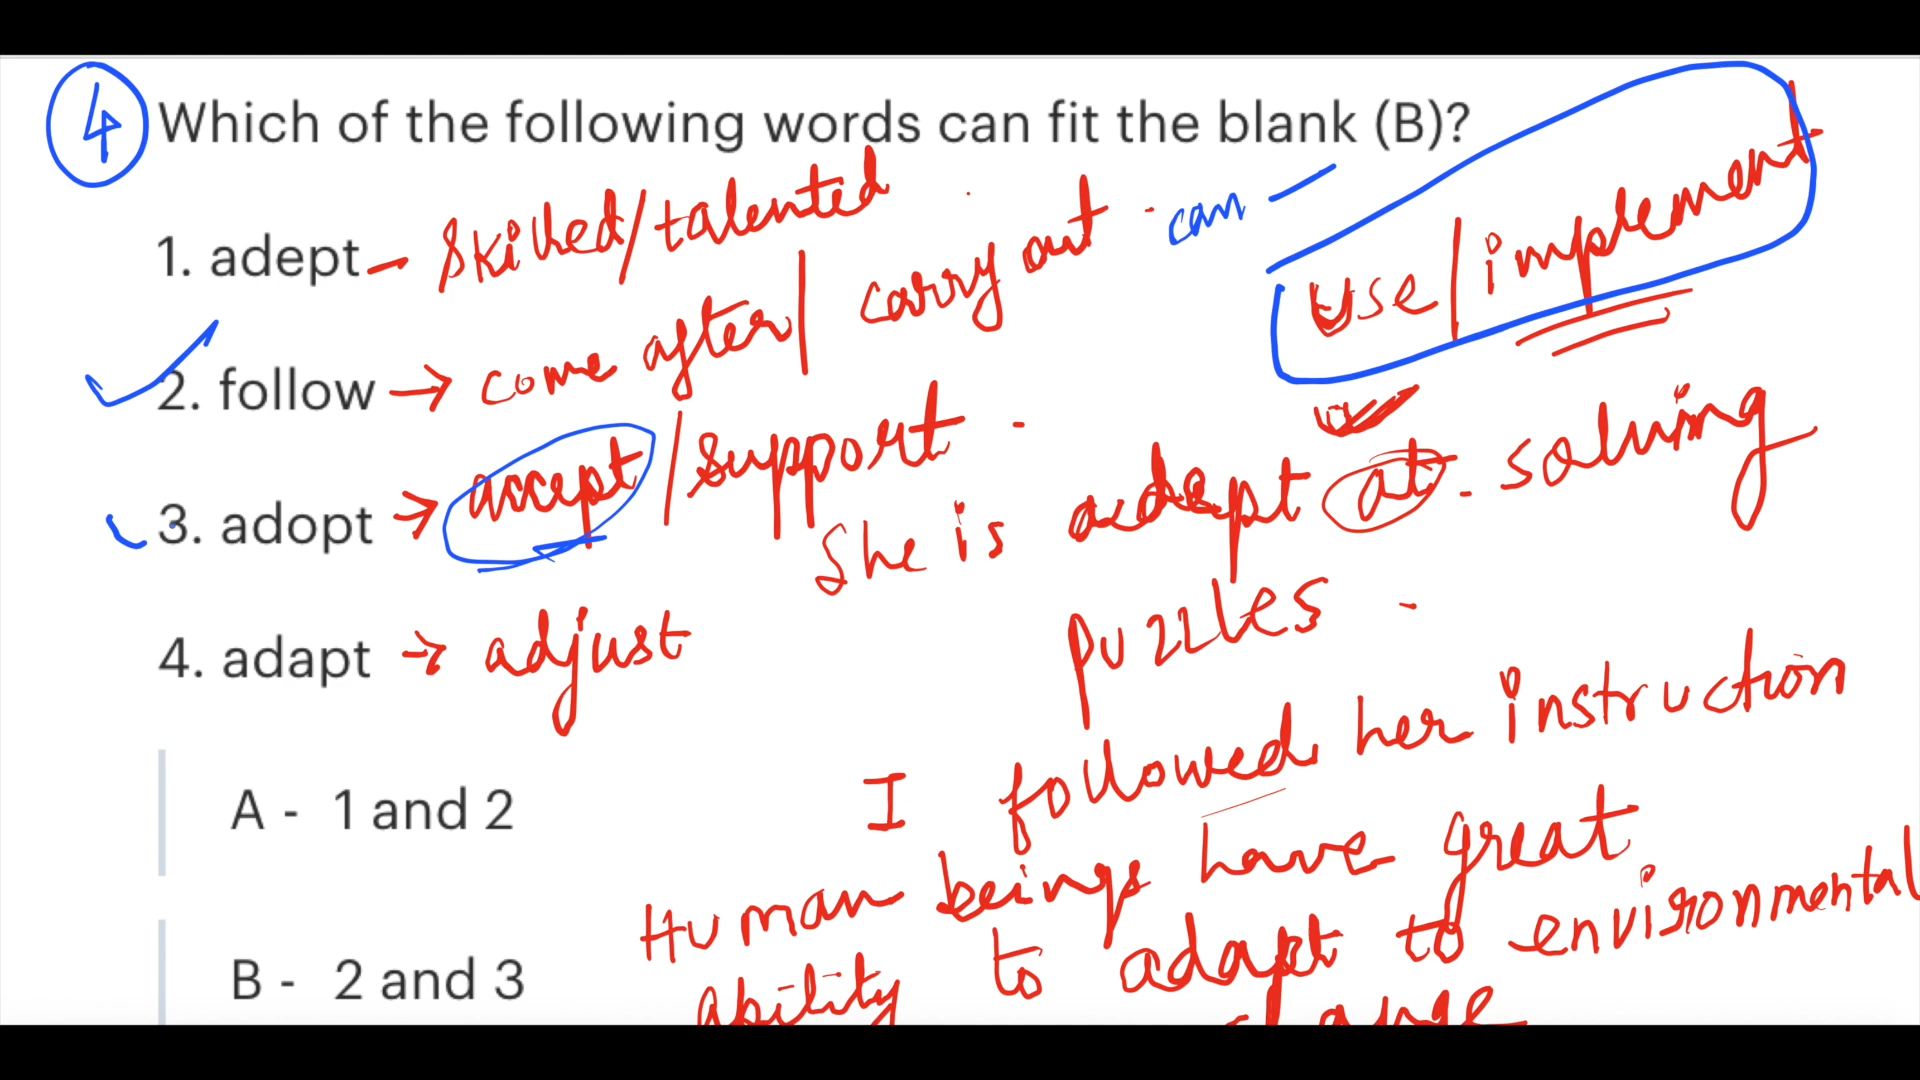 4 Which of the following words can fit the blank (B)?
1. adept - skilled/talented
can use/implement
2. follow → come after/carry out
3. adopt → accept/support
She is adept at solving
puzzles.
4. adapt → adjust
I followed her instruction
Human beings have great
ability to adapt to environmental
change
A - 1 and 2
B - 2 and 3